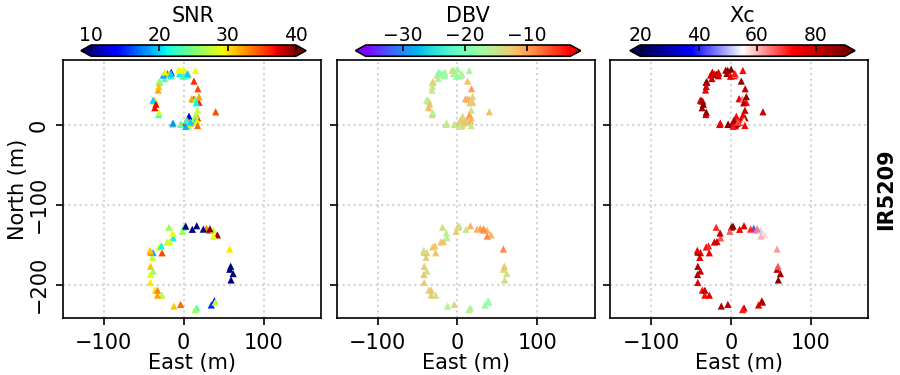 SNR DBV Xc
10 20 30 40 −30 −20 −10 20 40 60 80
North (m)
0
−100
−200
−100 0 100 −100 0 100 −100 0 100
East (m) East (m) East (m)
IR5209